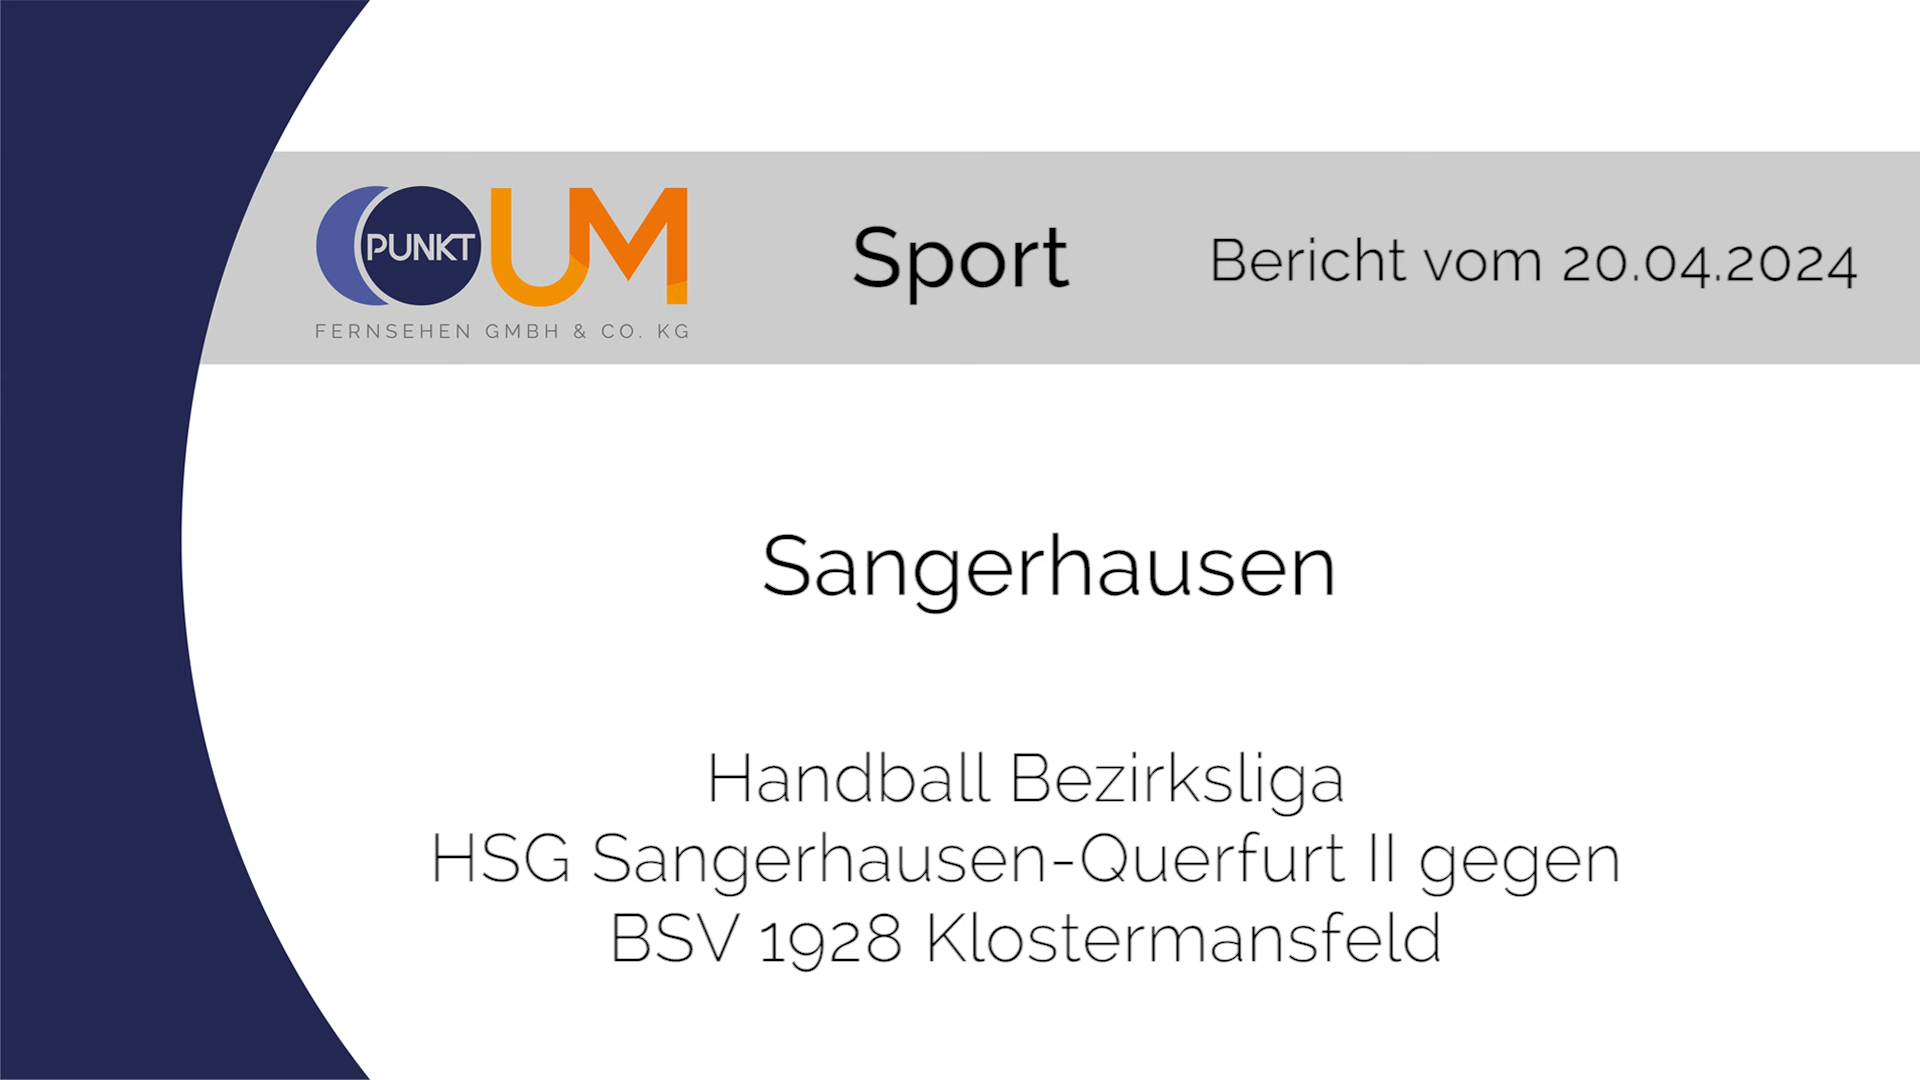 PUNKT UM
FERNSEHEN GMBH & CO. KG
Sport
Bericht vom 20.04.2024
Sangerhausen
Handball Bezirksliga
HSG Sangerhausen-Querfurt II gegen
BSV 1928 Klostermansfeld